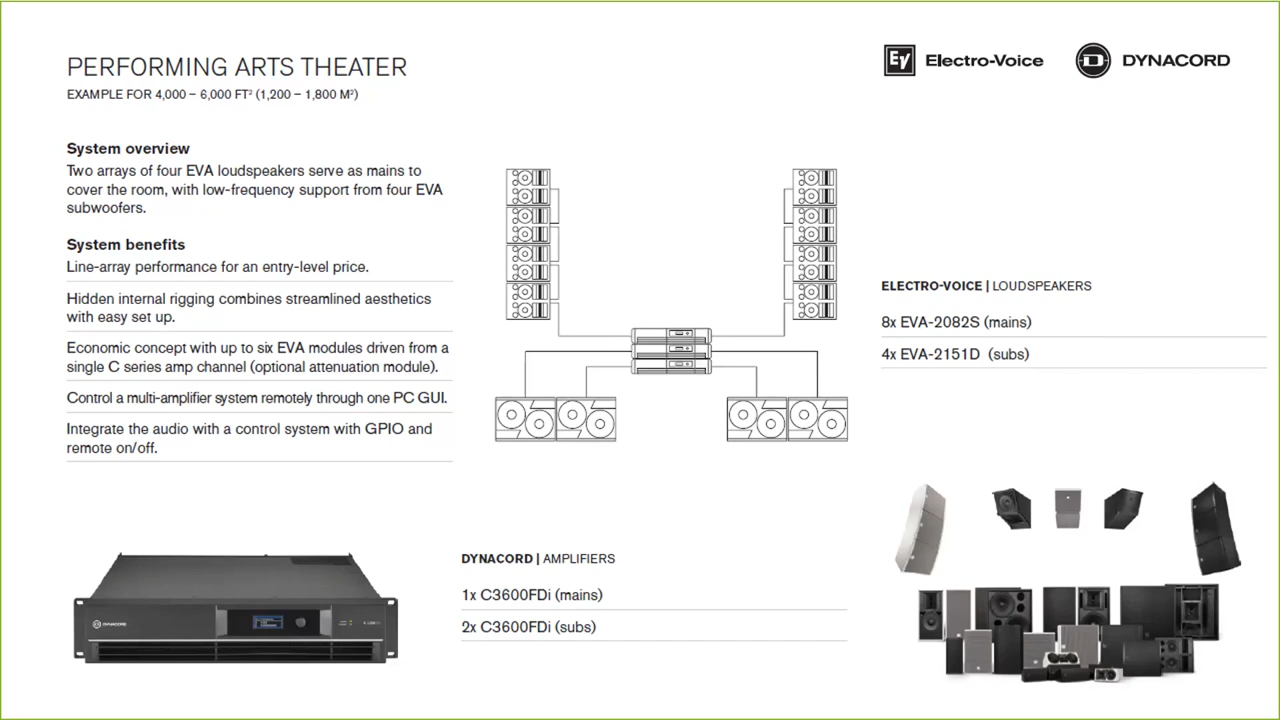 PERFORMING ARTS THEATER
EXAMPLE FOR 4,000 – 6,000 FT² (1,200 – 1,800 M²)
EV Electro-Voice
D DYNACORD
System overview
Two arrays of four EVA loudspeakers serve as mains to
cover the room, with low-frequency support from four EVA
subwoofers.
System benefits
Line-array performance for an entry-level price.
Hidden internal rigging combines streamlined aesthetics
with easy set up.
Economic concept with up to six EVA modules driven from a
single C series amp channel (optional attenuation module).
Control a multi-amplifier system remotely through one PC GUI.
Integrate the audio with a control system with GPIO and
remote on/off.
ELECTRO-VOICE | LOUDSPEAKERS
8x EVA-2082S (mains)
4x EVA-2151D (subs)
DYNACORD
DYNACORD | AMPLIFIERS
1x C3600FDi (mains)
2x C3600FDi (subs)